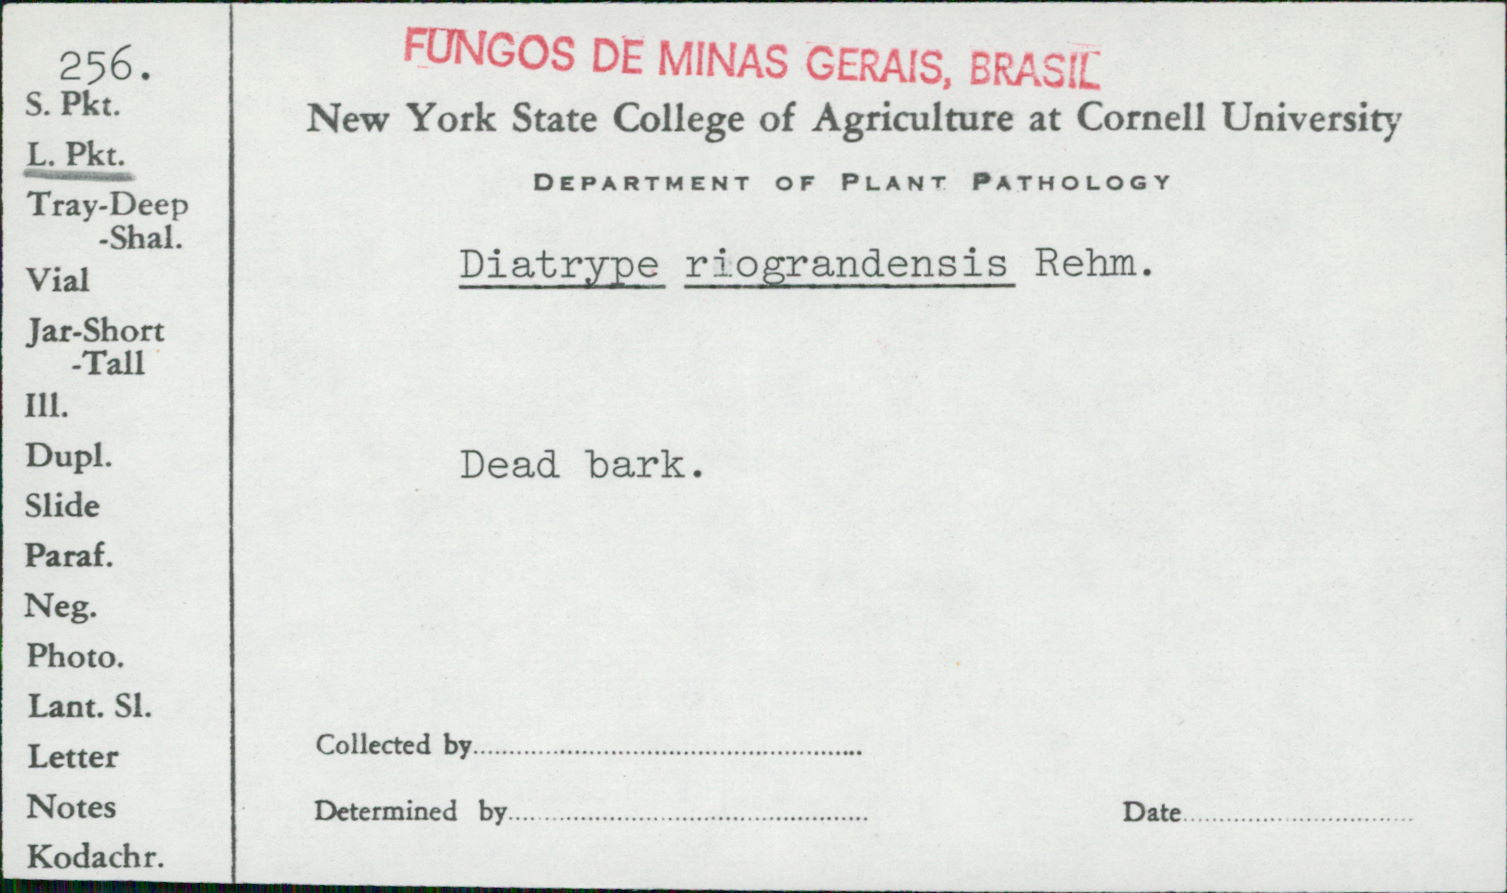 256.
S. Pkt.
L. Pkt.
Tray-Deep
-Shal.
Vial
Jar-Short
-Tall
Ill.
Dupl.
Slide
Paraf.
Neg.
Photo.
Lant. Sl.
Letter
Notes
Kodachr.
FUNGOS DE MINAS GERAIS, BRASIL
New York State College of Agriculture at Cornell University
DEPARTMENT OF PLANT PATHOLOGY
Diatrype riograndensis Rehm.
Dead bark.
Collected by
Determined by
Date